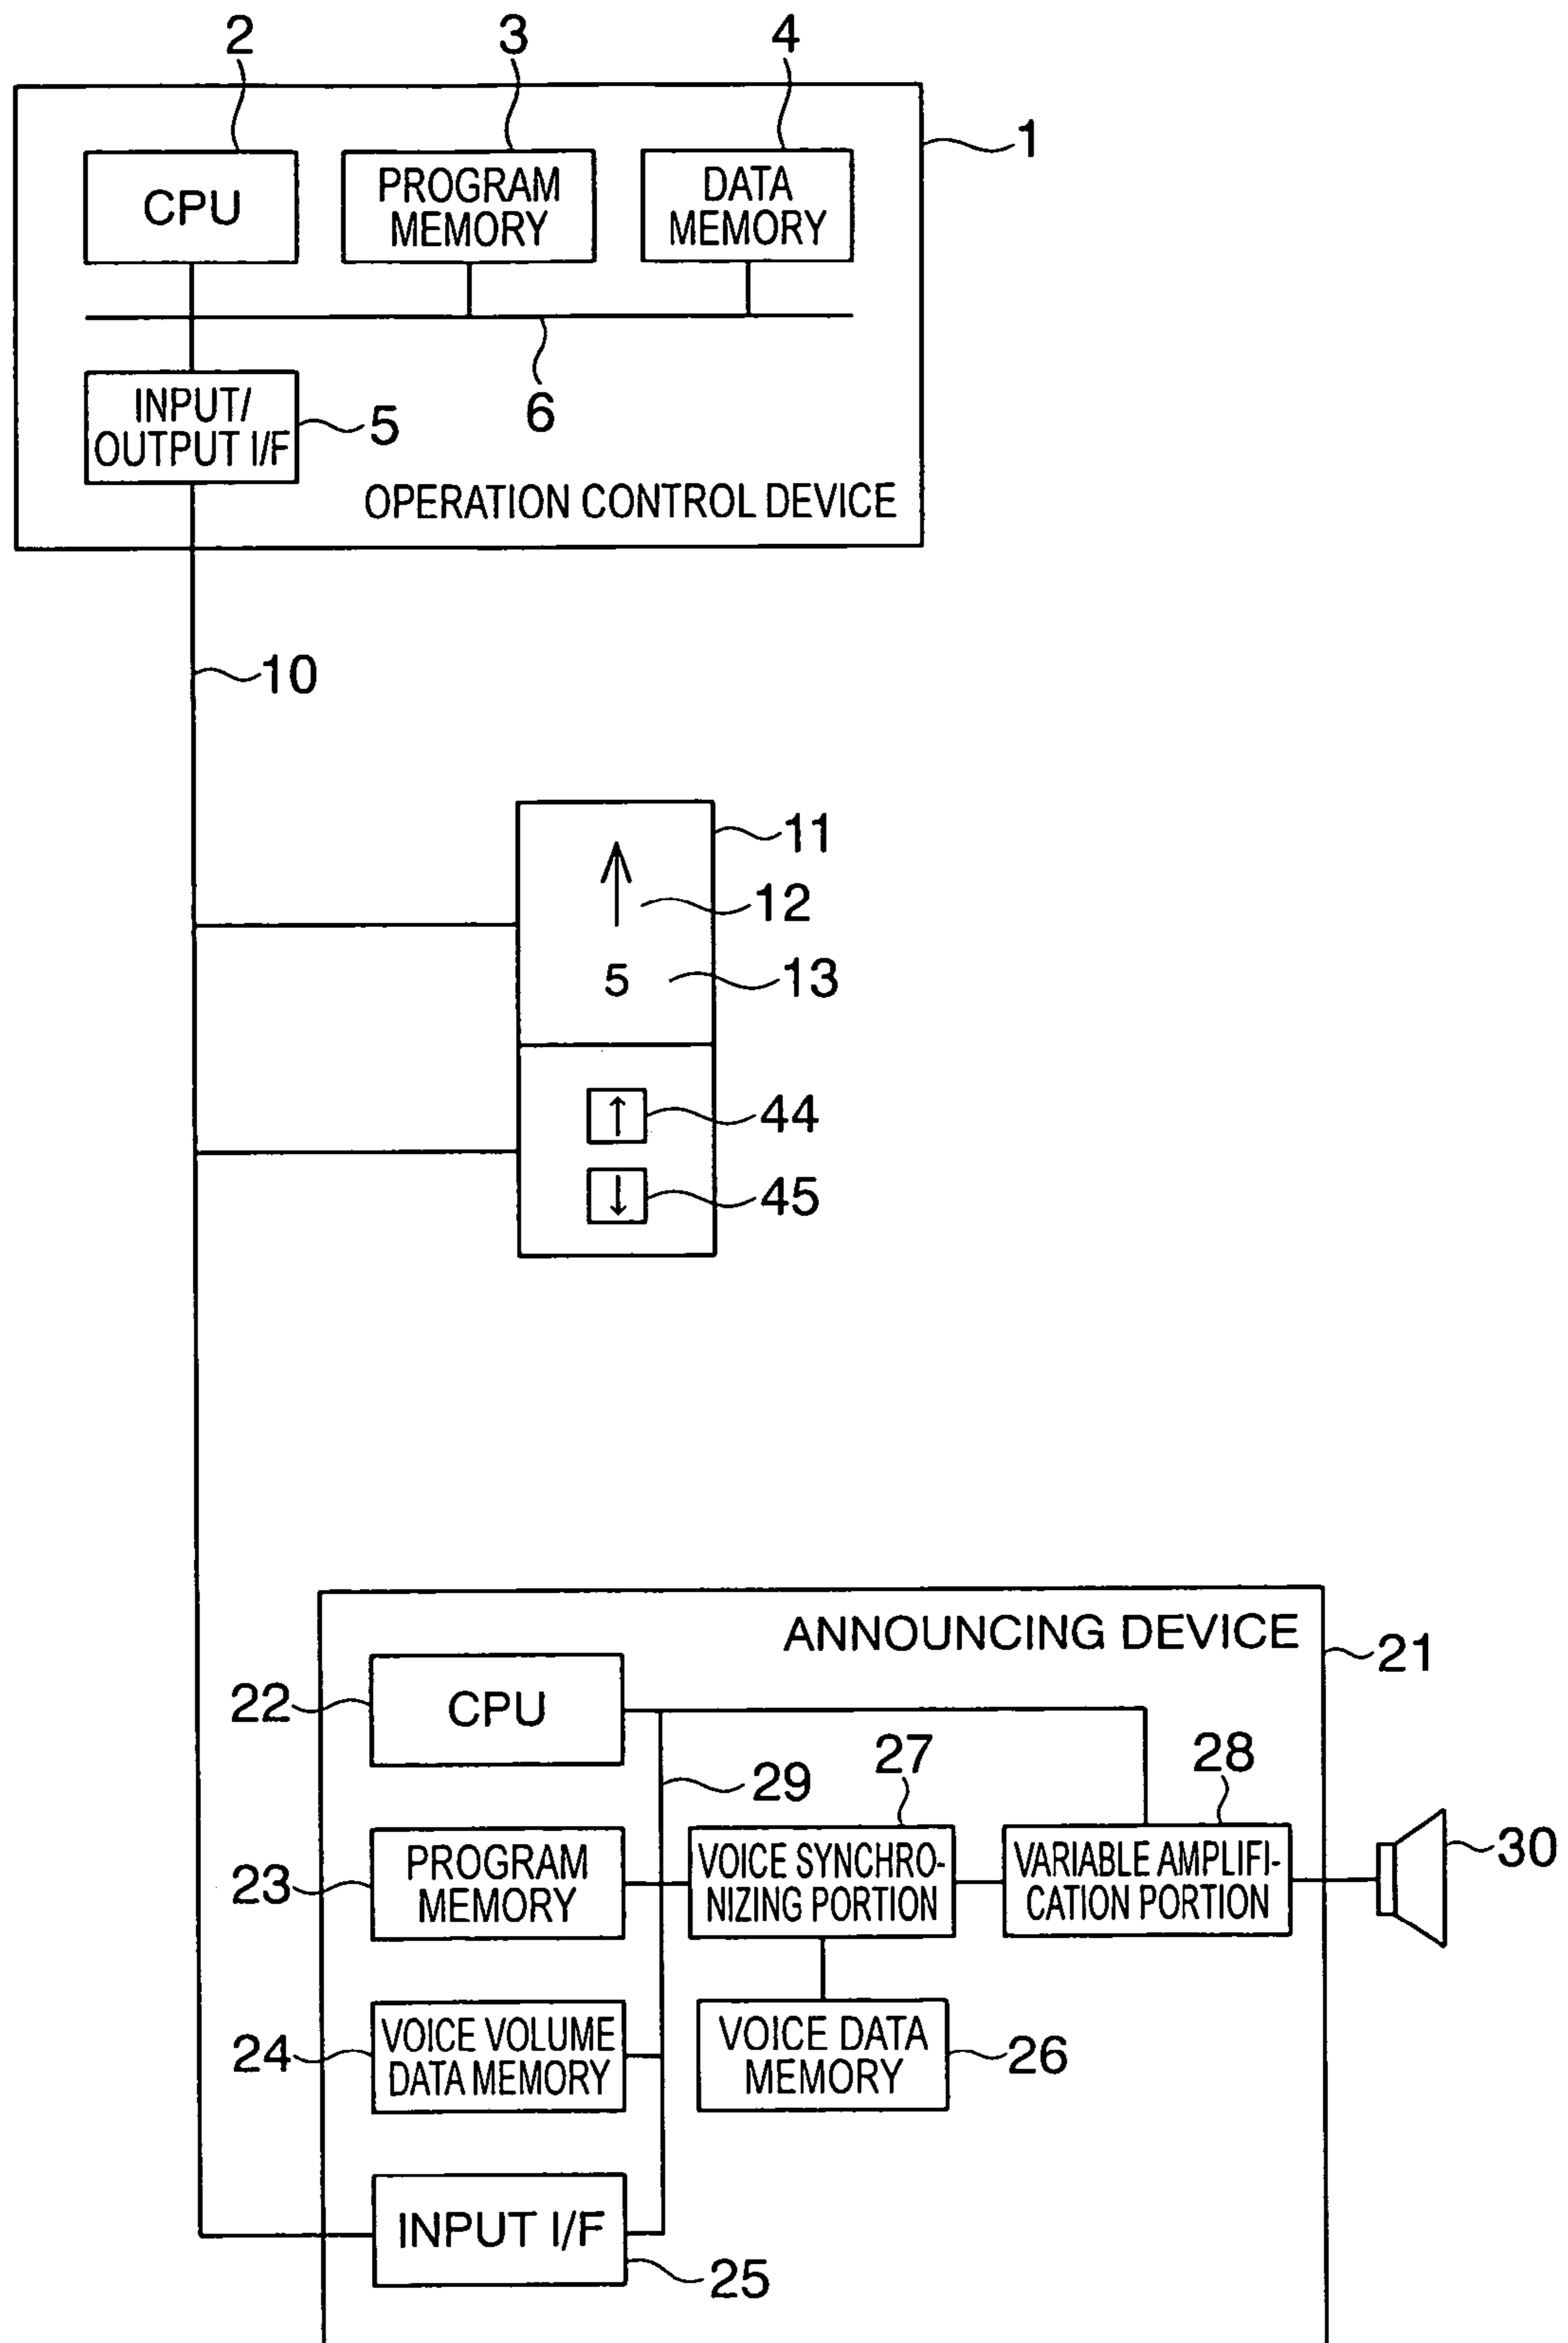 2
3
4
1
CPU
PROGRAM
MEMORY
DATA
MEMORY
6
INPUT/
OUTPUT I/F
5
OPERATION CONTROL DEVICE
10
11
12
5
13
↑
44
↓
45
ANNOUNCING DEVICE
21
22
CPU
29
27
28
23
PROGRAM
MEMORY
VOICE SYNCHRO-
NIZING PORTION
VARIABLE AMPLIFI-
CATION PORTION
30
24
VOICE VOLUME
DATA MEMORY
VOICE DATA
MEMORY
26
INPUT I/F
25